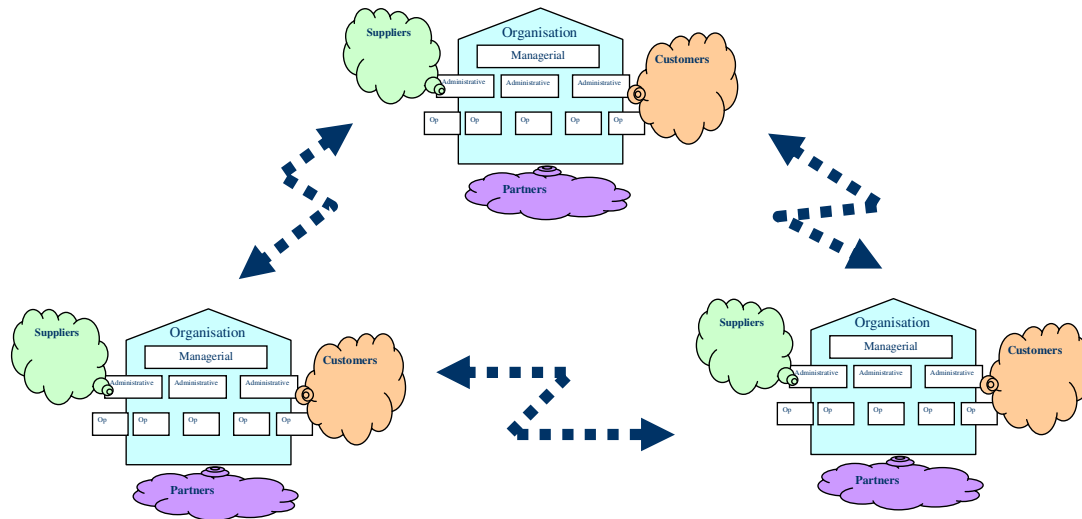 Organisation
Suppliers
Managerial
Customers
Administrative
Administrative
Administrative
Op
Op
Op
Op
Op
Partners
Organisation
Suppliers
Managerial
Customers
Administrative
Administrative
Administrative
Op
Op
Op
Op
Op
Partners
Organisation
Suppliers
Managerial
Customers
Administrative
Administrative
Administrative
Op
Op
Op
Op
Op
Partners